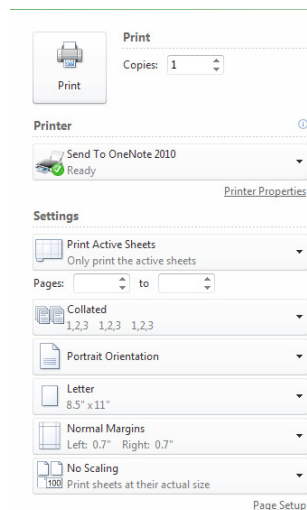 Print
Copies: 1
Print
Printer
Send To OneNote 2010
Ready
Printer Properties
Settings
Print Active Sheets
Only print the active sheets
Pages: to
Collated
1,2,3 1,2,3 1,2,3
Portrait Orientation
Letter
8.5" x 11"
Normal Margins
Left: 0.7" Right: 0.7"
No Scaling
100 Print sheets at their actual size
Page Setup